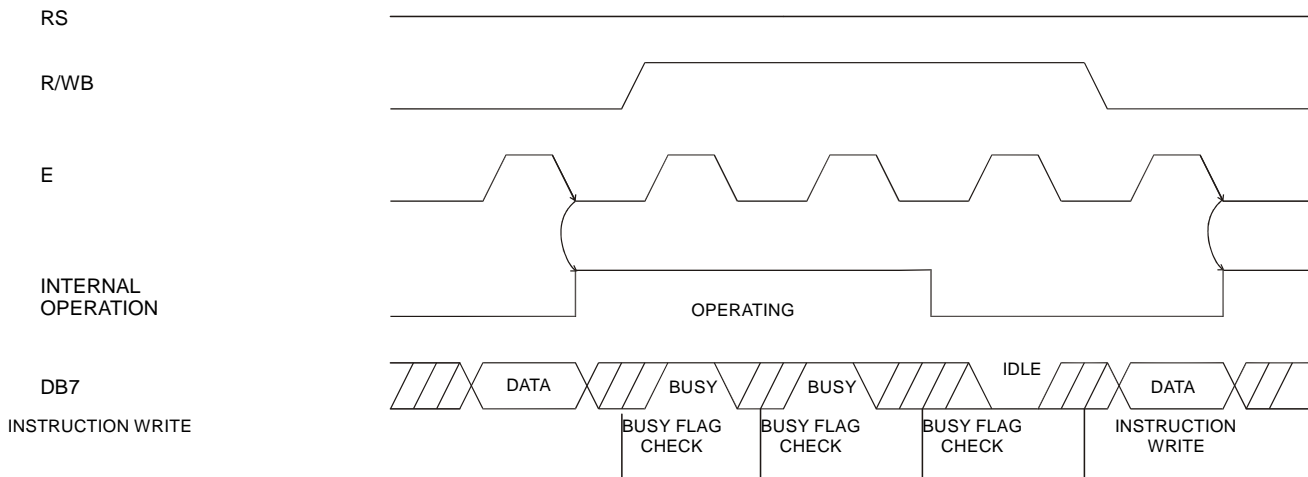 RS
R/WB
E
INTERNAL
OPERATION
OPERATING
DB7
DATA
BUSY
BUSY
IDLE
DATA
INSTRUCTION WRITE
BUSY FLAG
CHECK
BUSY FLAG
CHECK
BUSY FLAG
CHECK
INSTRUCTION
WRITE